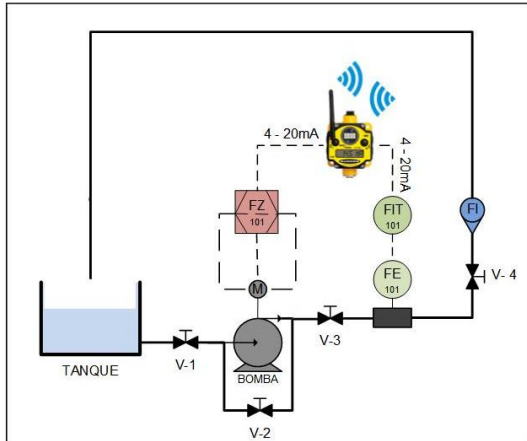 4 - 20mA
4 - 20mA
FZ
101
FIT
101
FI
FE
101
M
V- 4
V-1
V-3
BOMBA
TANQUE
V-2